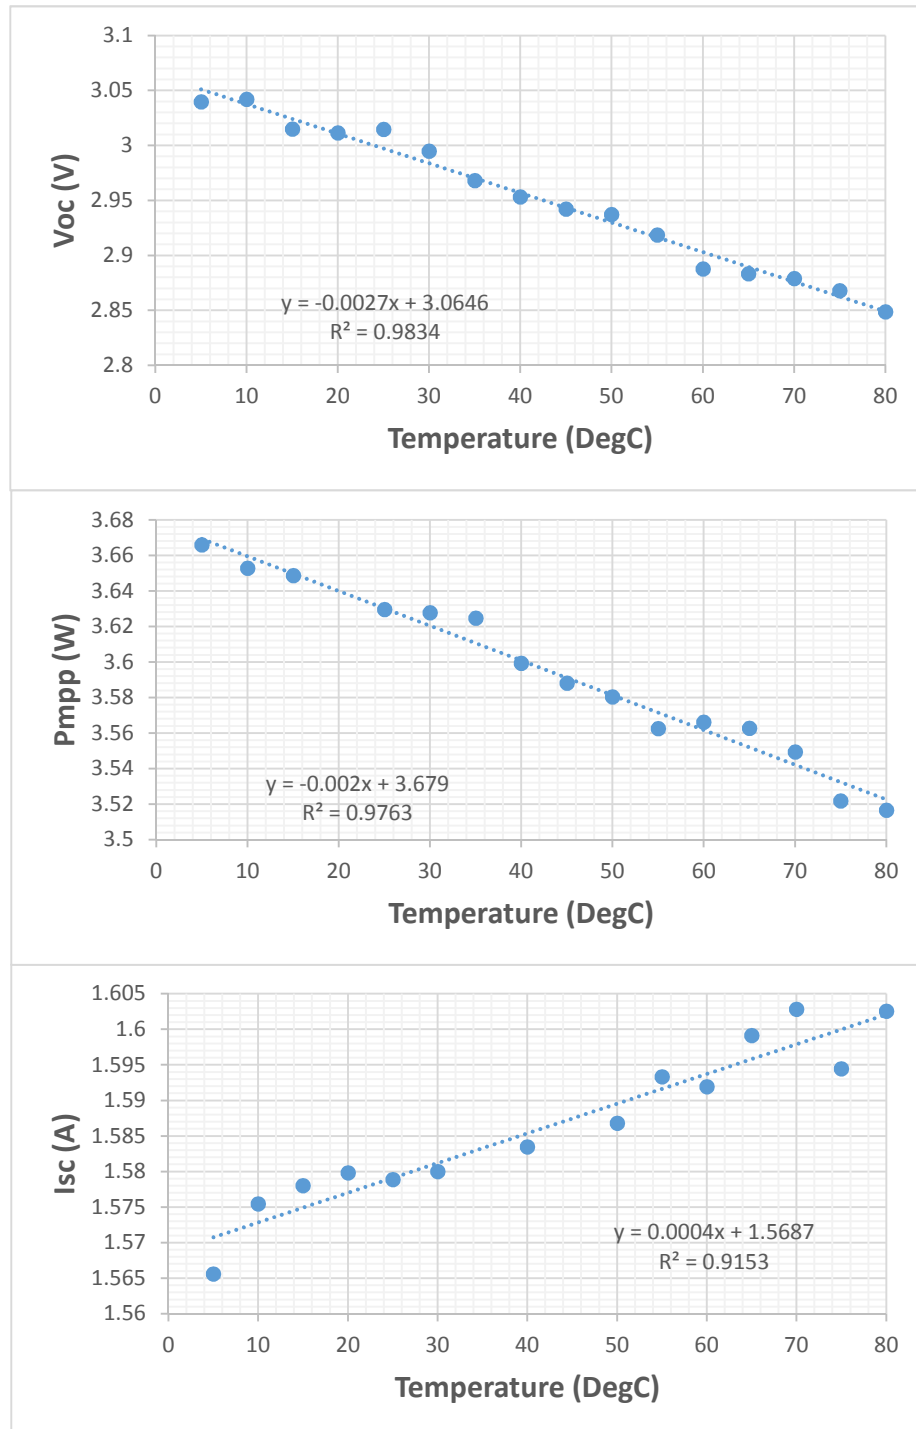 3.1
3.05
3
2.95
2.9
2.85
2.8
Voc (V)
y = -0.0027x + 3.0646
R² = 0.9834
0 10 20 30 40 50 60 70 80
Temperature (DegC)
3.68
3.66
3.64
3.62
3.6
3.58
3.56
3.54
3.52
3.5
Pmpp (W)
y = -0.002x + 3.679
R² = 0.9763
0 10 20 30 40 50 60 70 80
Temperature (DegC)
1.605
1.6
1.595
1.59
1.585
1.58
1.575
1.57
1.565
1.56
Isc (A)
y = 0.0004x + 1.5687
R² = 0.9153
0 10 20 30 40 50 60 70 80
Temperature (DegC)